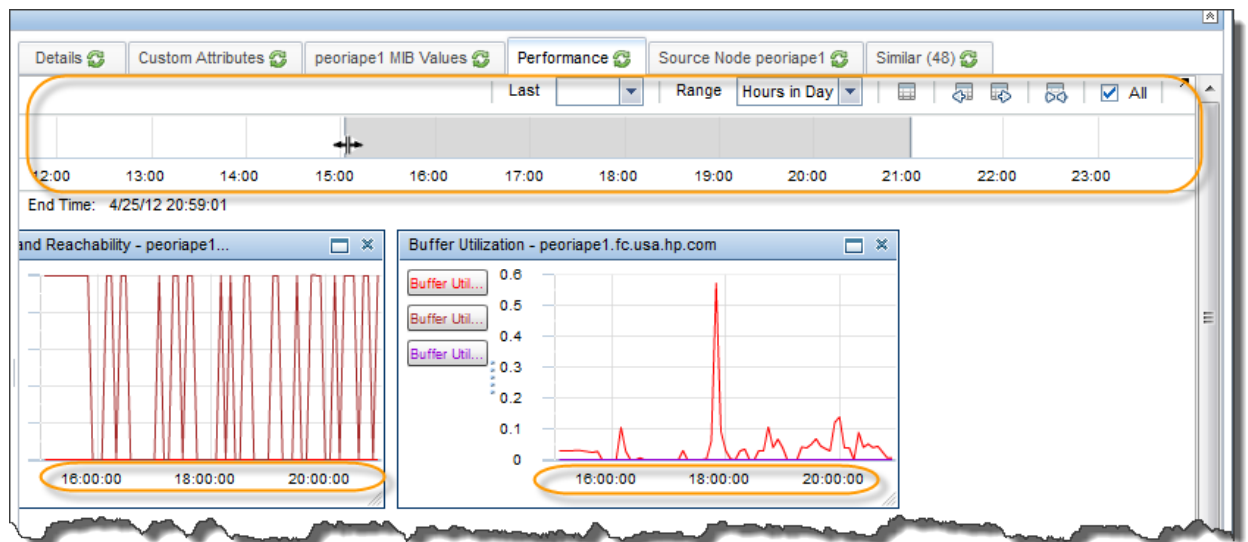 Details Custom Attributes peoriape1 MIB Values Performance Source Node peoriape1 Similar (48)
Last Range Hours in Day All
12:00 13:00 14:00 15:00 16:00 17:00 18:00 19:00 20:00 21:00 22:00 23:00
End Time: 4/25/12 20:59:01
and Reachability - peoriape1...
Buffer Utilization - peoriape1.fc.usa.hp.com
Buffer Util...
Buffer Util...
Buffer Util...
0.6
0.5
0.4
0.3
0.2
0.1
0
16:00:00 18:00:00 20:00:00
16:00:00 18:00:00 20:00:00